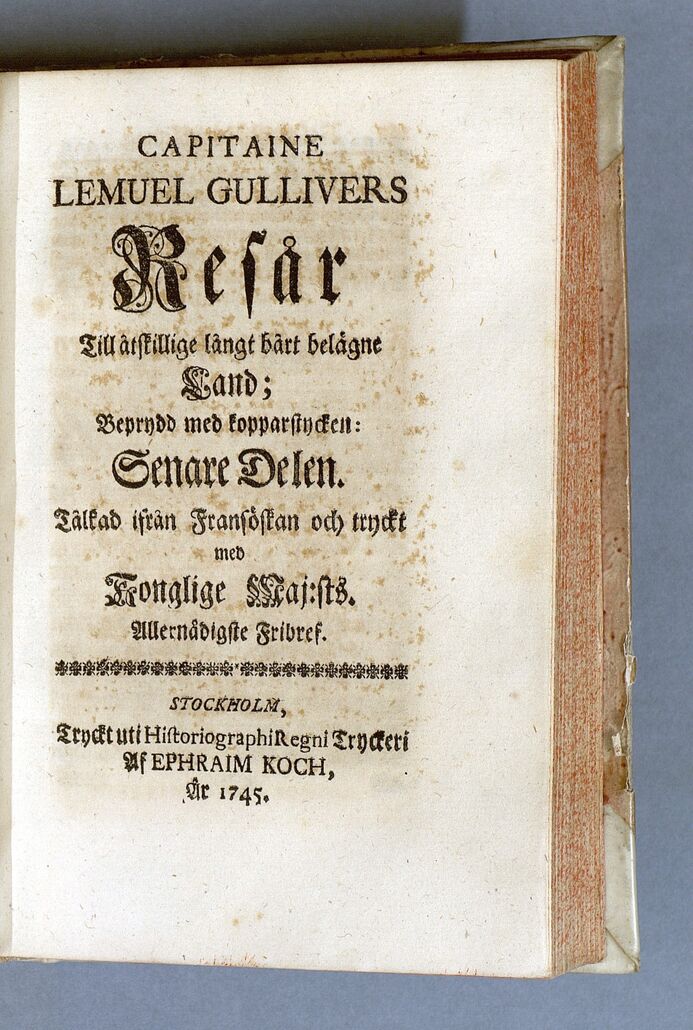 CAPITAINE
LEMUEL GULLIVERS
Resår
Till åtskillige långt bårt belägne
Land;
Beprydd med kopparstycken:
Senare Delen.
Tålkad ifrån Fransöskan och tryckt
med
Konglige Maj:sts.
Allernådigste Fribref.
STOCKHOLM,
Tryckt uti Historiographi Regni Tryckeri
Af EPHRAIM KOCH,
År 1745.